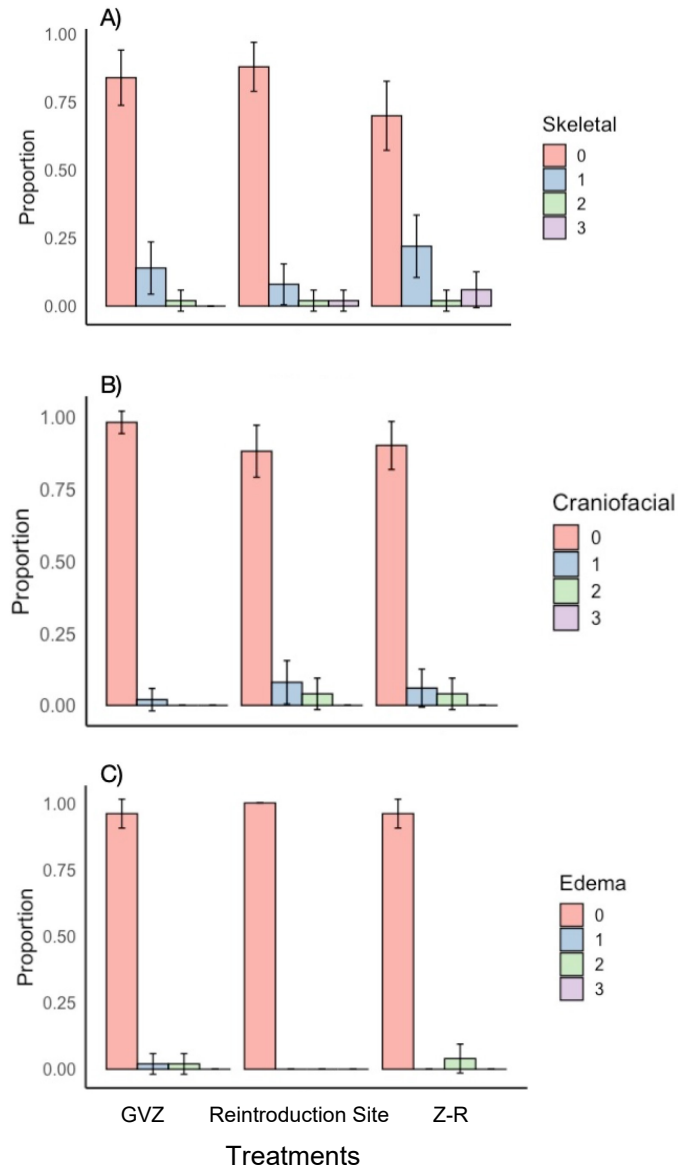 A)
1.00
0.75
0.50
0.25
0.00
Proportion
Skeletal
0
1
2
3
B)
1.00
0.75
0.50
0.25
0.00
Proportion
Craniofacial
0
1
2
3
C)
1.00
0.75
0.50
0.25
0.00
Proportion
Edema
0
1
2
3
GVZ Reintroduction Site Z-R
Treatments